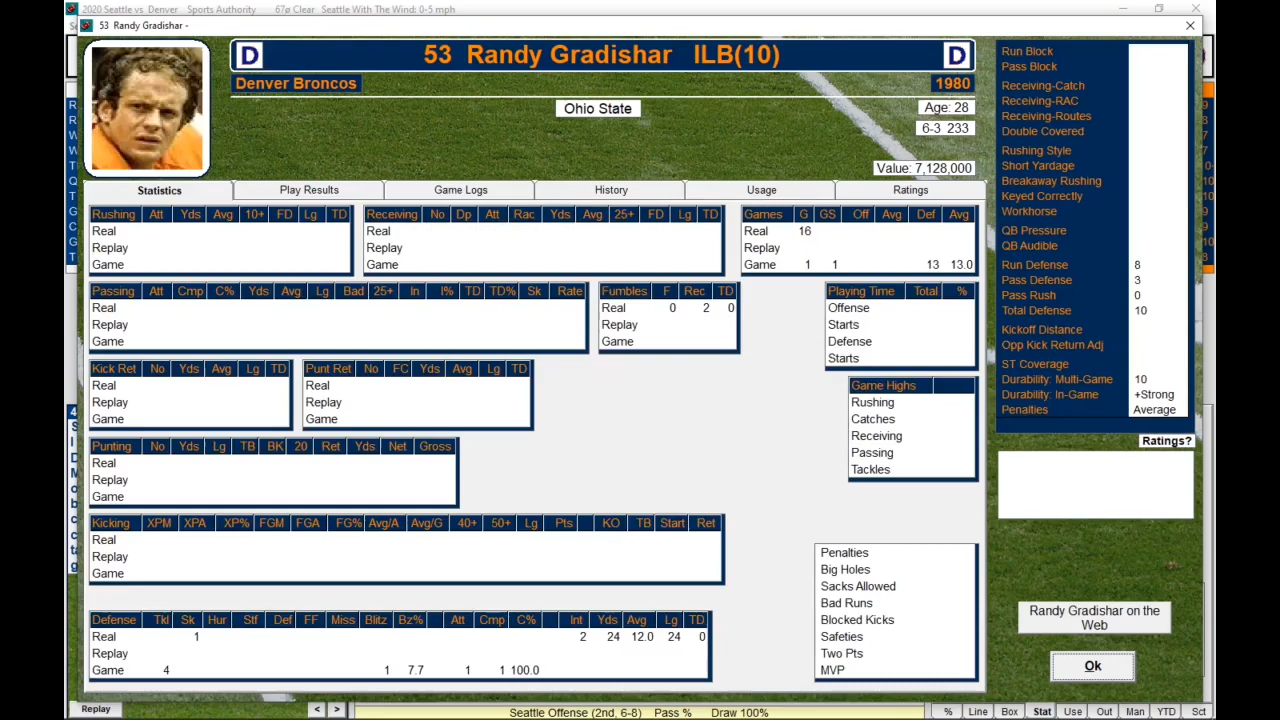 2020 Seattle vs Denver Sports Authority 67ø Clear Seattle With The Wind: 0-5 mph
53 Randy Gradishar -
D 53 Randy Gradishar ILB(10) D
Denver Broncos 1980
Ohio State
Age: 28
6-3 233
Value: 7,128,000
Statistics Play Results Game Logs History Usage Ratings
Rushing Att Yds Avg 10+ FD Lg TD
Real
Replay
Game
Receiving No Dp Att Rac Yds Avg 25+ FD Lg TD
Real
Replay
Game
Games G GS Off Avg Def Avg
Real 16
Replay
Game 1 1 13 13.0
Passing Att Cmp C% Yds Avg Lg Bad 25+ In I% TD TD% Sk Rate
Real
Replay
Game
Fumbles F Rec TD
Real 0 2 0
Replay
Game
Playing Time Total %
Offense
Starts
Defense
Starts
Kick Ret No Yds Avg Lg TD
Real
Replay
Game
Punt Ret No FC Yds Avg Lg TD
Real
Replay
Game
Game Highs
Rushing
Catches
Receiving
Passing
Tackles
Punting No Yds Lg TB BK 20 Ret Yds Net Gross
Real
Replay
Game
Kicking XPM XPA XP% FGM FGA FG% Avg/A Avg/G 40+ 50+ Lg Pts KO TB Start Ret
Real
Replay
Game
Penalties
Big Holes
Sacks Allowed
Bad Runs
Blocked Kicks
Safeties
Two Pts
MVP
Defense Tkl Sk Hur Stf Def FF Miss Blitz Bz% Att Cmp C% Int Yds Avg Lg TD
Real 1 2 24 12.0 24 0
Replay
Game 4 1 7.7 1 1 100.0
Run Block
Pass Block
Receiving-Catch
Receiving-RAC
Receiving-Routes
Double Covered
Rushing Style
Short Yardage
Breakaway Rushing
Keyed Correctly
Workhorse
QB Pressure
QB Audible
Run Defense 8
Pass Defense 3
Pass Rush 0
Total Defense 10
Kickoff Distance
Opp Kick Return Adj
ST Coverage
Durability: Multi-Game 10
Durability: In-Game +Strong
Penalties Average
Ratings?
Randy Gradishar on the
Web
Ok
Replay < > Seattle Offense (2nd, 6-8) Pass % Draw 100% % Line Box Stat Use Out Man YTD Sct